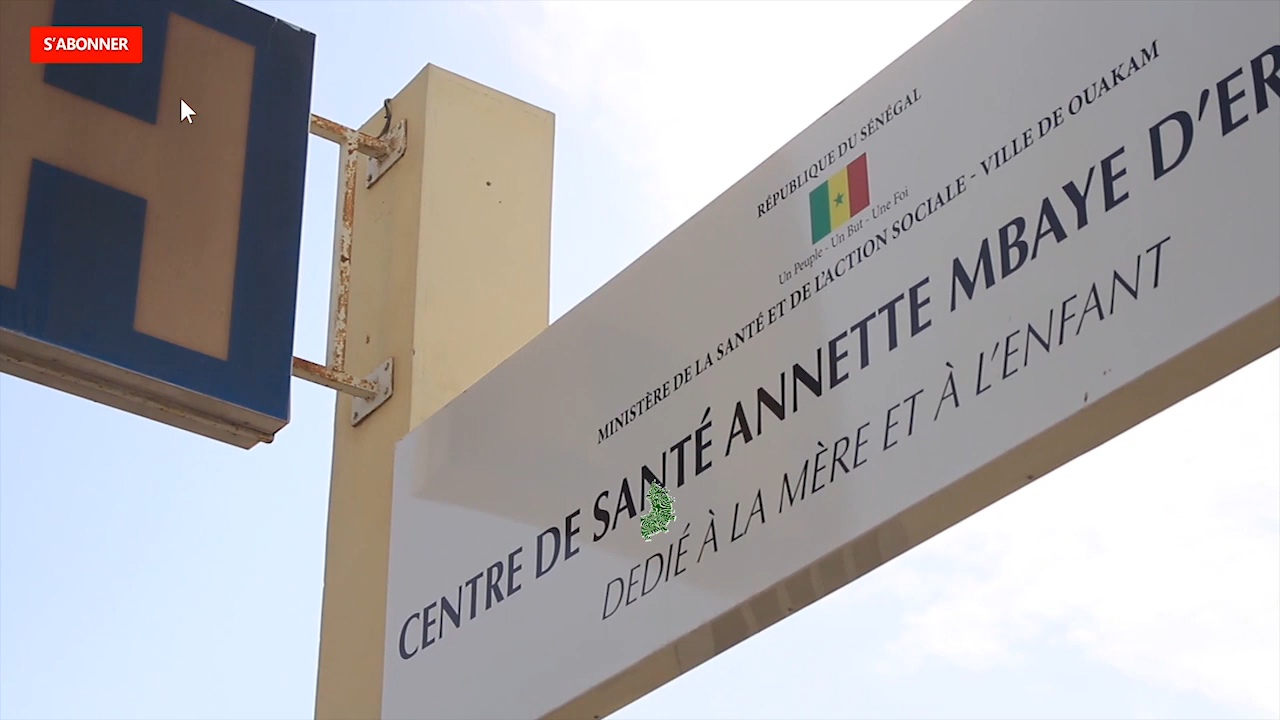 S'ABONNER
H
RÉPUBLIQUE DU SÉNÉGAL
Un Peuple - Un But - Une Foi
MINISTÈRE DE LA SANTÉ ET DE L'ACTION SOCIALE - VILLE DE OUAKAM
CENTRE DE SANTÉ ANNETTE MBAYE D'ER
DEDIÉ À LA MÈRE ET À L'ENFANT